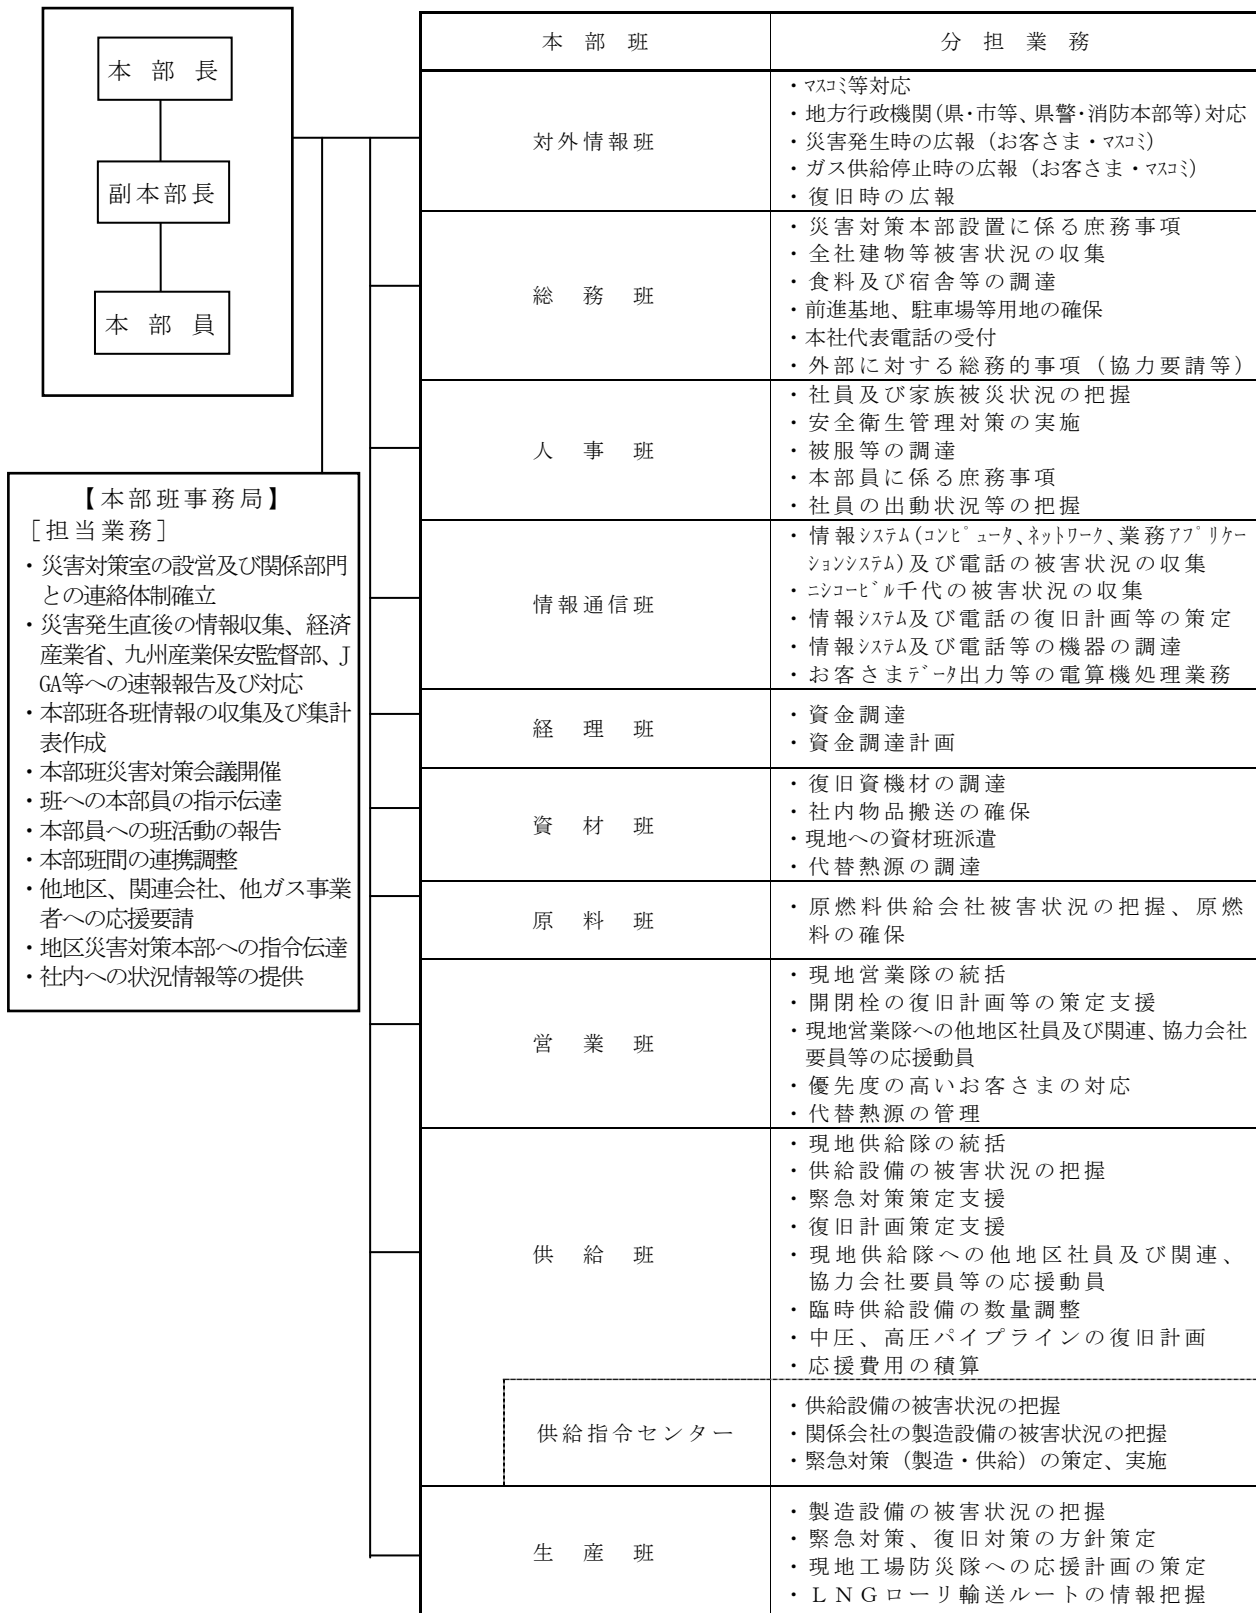 本部長
副本部長
本部員
【本部班事務局】
[担当業務]
・災害対策室の設営及び関係部門
との連絡体制確立
・災害発生直後の情報収集、経済
産業省、九州産業保安監督部、J
GA等への速報報告及び対応
・本部班各班情報の収集及び集計
表作成
・本部班災害対策会議開催
・班への本部員の指示伝達
・本部員への班活動の報告
・本部班間の連携調整
・他地区、関連会社、他ガス事業
者への応援要請
・地区災害対策本部への指令伝達
・社内への状況情報等の提供
本部班 分担業務
対外情報班
・ﾏｽｺﾐ等対応
・地方行政機関(県・市等、県警・消防本部等)対応
・災害発生時の広報（お客さま・ﾏｽｺﾐ）
・ガス供給停止時の広報（お客さま・ﾏｽｺﾐ）
・復旧時の広報
総務班
・災害対策本部設置に係る庶務事項
・全社建物等被害状況の収集
・食料及び宿舎等の調達
・前進基地、駐車場等用地の確保
・本社代表電話の受付
・外部に対する総務的事項（協力要請等）
人事班
・社員及び家族被災状況の把握
・安全衛生管理対策の実施
・被服等の調達
・本部員に係る庶務事項
・社員の出動状況等の把握
情報通信班
・情報ｼｽﾃﾑ(ｺﾝﾋﾟｭｰﾀ、ﾈｯﾄﾜｰｸ、業務ｱﾌﾟﾘｹｰ
ｼｮﾝｼｽﾃﾑ)及び電話の被害状況の収集
・ﾆｼｺｰﾋﾞﾙ千代の被害状況の収集
・情報ｼｽﾃﾑ及び電話の復旧計画等の策定
・情報ｼｽﾃﾑ及び電話等の機器の調達
・お客さまﾃﾞｰﾀ出力等の電算機処理業務
経理班
・資金調達
・資金調達計画
資材班
・復旧資機材の調達
・社内物品搬送の確保
・現地への資材班派遣
・代替熱源の調達
原料班
・原燃料供給会社被害状況の把握、原燃
料の確保
営業班
・現地営業隊の統括
・開閉栓の復旧計画等の策定支援
・現地営業隊への他地区社員及び関連、協力会社
要員等の応援動員
・優先度の高いお客さまの対応
・代替熱源の管理
供給班
・現地供給隊の統括
・供給設備の被害状況の把握
・緊急対策策定支援
・復旧計画策定支援
・現地供給隊への他地区社員及び関連、
協力会社要員等の応援動員
・臨時供給設備の数量調整
・中圧、高圧パイプラインの復旧計画
・応援費用の積算
供給指令センター
・供給設備の被害状況の把握
・関係会社の製造設備の被害状況の把握
・緊急対策（製造・供給）の策定、実施
生産班
・製造設備の被害状況の把握
・緊急対策、復旧対策の方針策定
・現地工場防災隊への応援計画の策定
・ＬＮＧローリ輸送ルートの情報把握